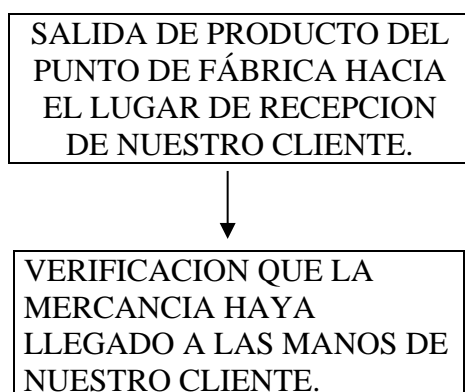 SALIDA DE PRODUCTO DEL
PUNTO DE FÁBRICA HACIA
EL LUGAR DE RECEPCION
DE NUESTRO CLIENTE.
VERIFICACION QUE LA
MERCANCIA HAYA
LLEGADO A LAS MANOS DE
NUESTRO CLIENTE.